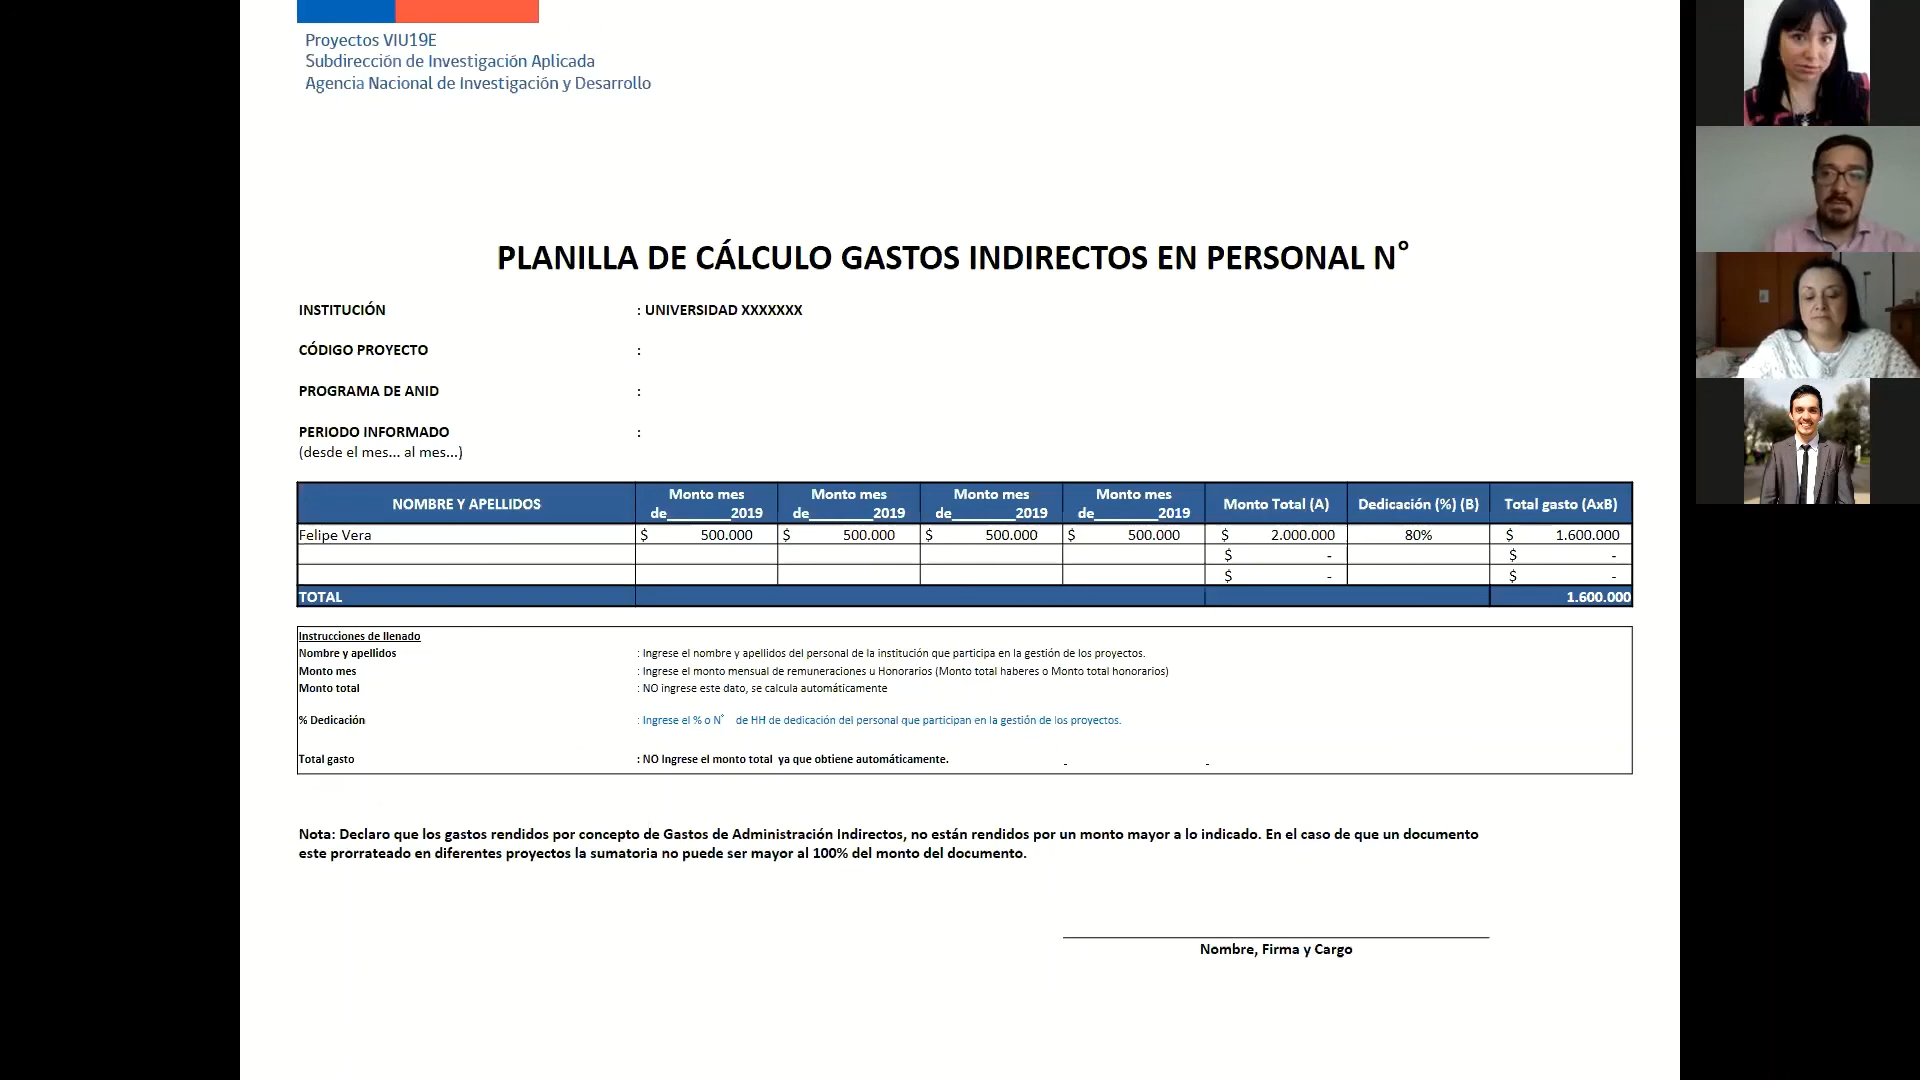 Proyectos VIU19E
Subdirección de Investigación Aplicada
Agencia Nacional de Investigación y Desarrollo
PLANILLA DE CÁLCULO GASTOS INDIRECTOS EN PERSONAL N°
INSTITUCIÓN : UNIVERSIDAD XXXXXXX
CÓDIGO PROYECTO :
PROGRAMA DE ANID :
PERIODO INFORMADO :
(desde el mes... al mes...)
NOMBRE Y APELLIDOS Monto mes de________2019 Monto mes de________2019 Monto mes de________2019 Monto mes de________2019 Monto Total (A) Dedicación (%) (B) Total gasto (AxB)
Felipe Vera $ 500.000 $ 500.000 $ 500.000 $ 500.000 $ 2.000.000 80% $ 1.600.000
$ - $ -
$ - $ -
TOTAL 1.600.000
Instrucciones de llenado
Nombre y apellidos : Ingrese el nombre y apellidos del personal de la institución que participa en la gestión de los proyectos.
Monto mes : Ingrese el monto mensual de remuneraciones u Honorarios (Monto total haberes o Monto total honorarios)
Monto total : NO ingrese este dato, se calcula automáticamente
% Dedicación : Ingrese el % o N° de HH de dedicación del personal que participan en la gestión de los proyectos.
Total gasto : NO Ingrese el monto total ya que obtiene automáticamente. - -
Nota: Declaro que los gastos rendidos por concepto de Gastos de Administración Indirectos, no están rendidos por un monto mayor a lo indicado. En el caso de que un documento
este prorrateado en diferentes proyectos la sumatoria no puede ser mayor al 100% del monto del documento.
Nombre, Firma y Cargo